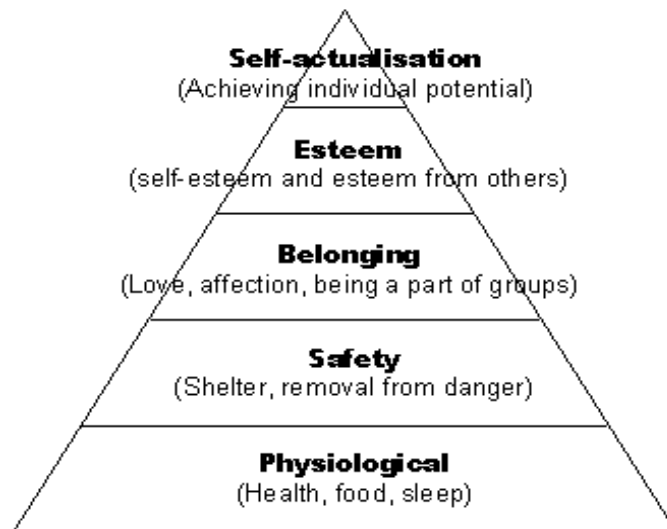 Self-actualisation
(Achieving individual potential)
Esteem
(self-esteem and esteem from others)
Belonging
(Love, affection, being a part of groups)
Safety
(Shelter, removal from danger)
Physiological
(Health, food, sleep)